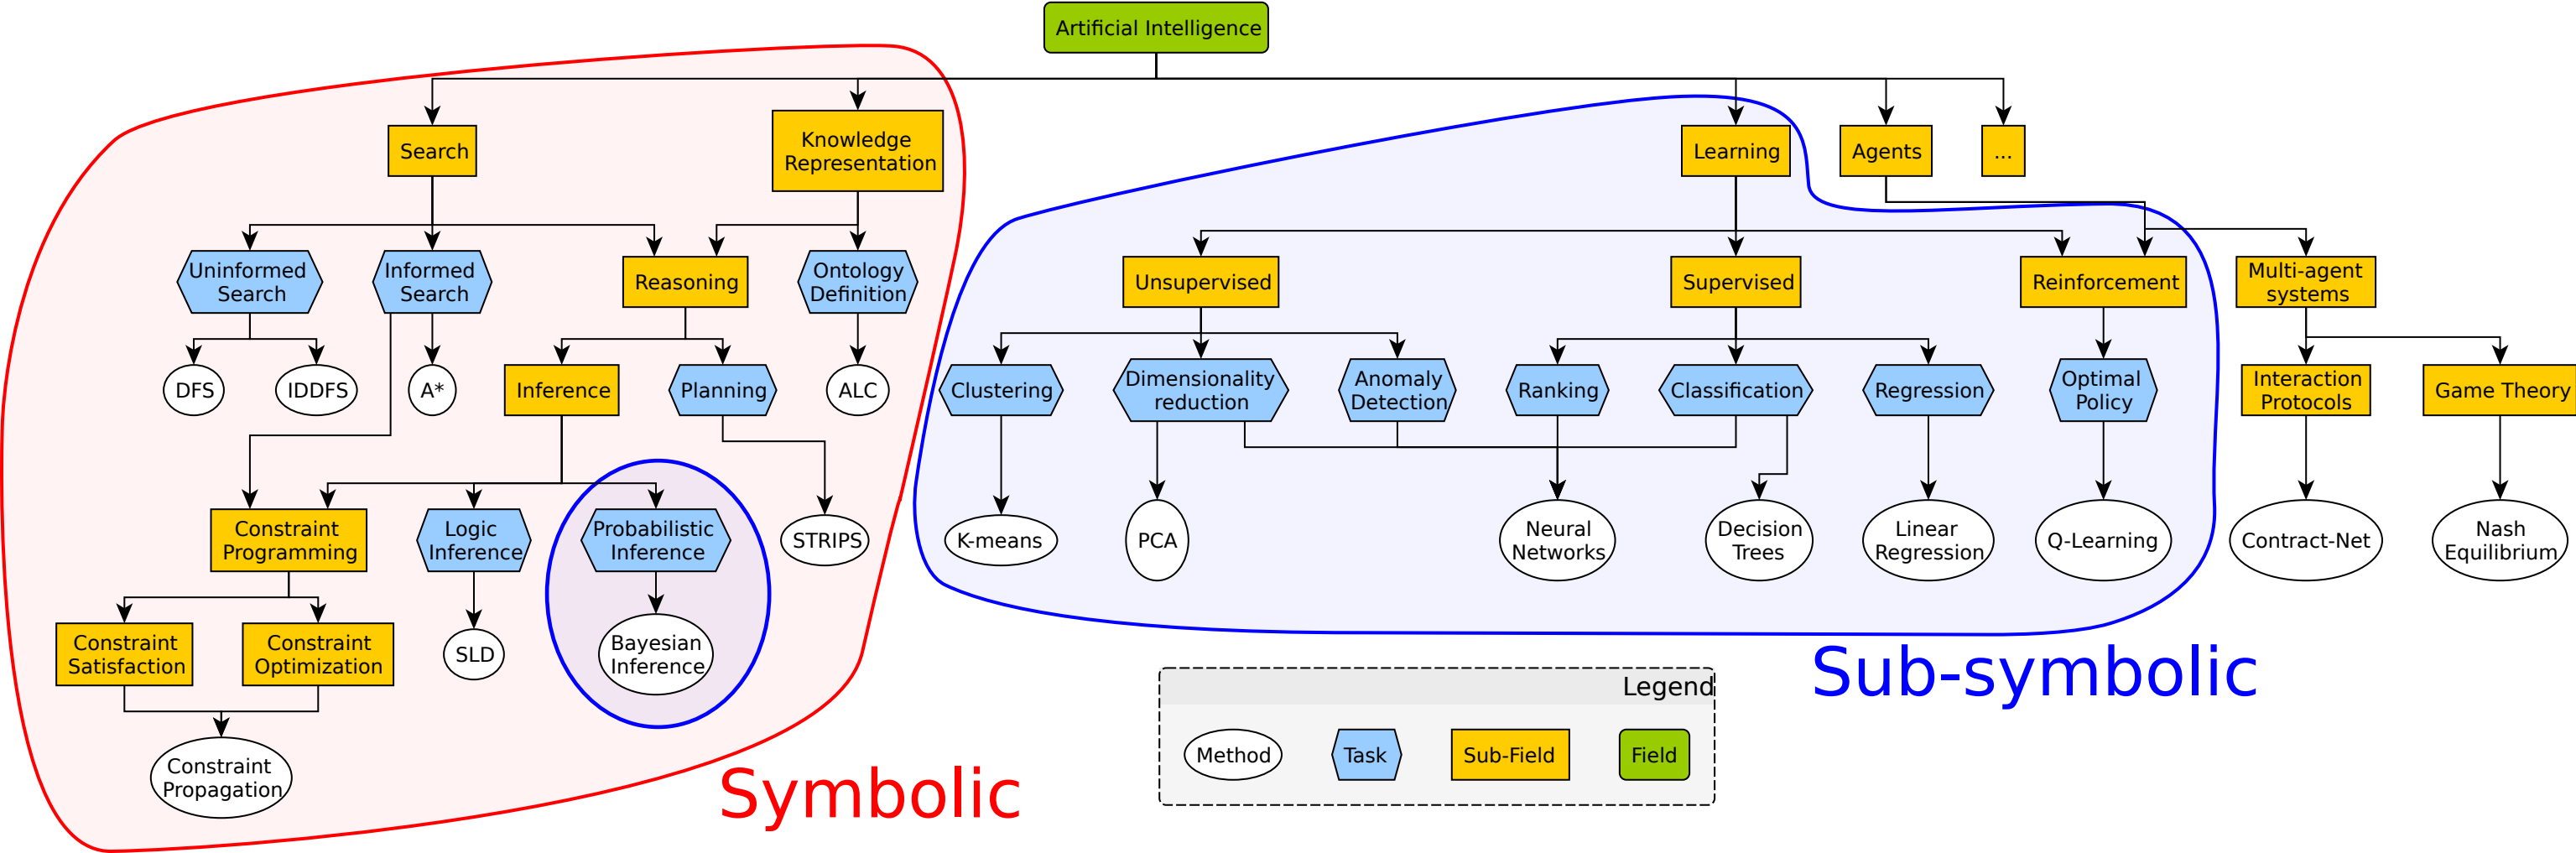 Artificial Intelligence
Search
Knowledge
Representation
Learning
Agents
...
Uninformed
Search
Informed
Search
Reasoning
Ontology
Definition
Unsupervised
Supervised
Reinforcement
Multi-agent
systems
DFS
IDDFS
A*
Inference
Planning
ALC
Clustering
Dimensionality
reduction
Anomaly
Detection
Ranking
Classification
Regression
Optimal
Policy
Interaction
Protocols
Game Theory
Constraint
Programming
Logic
Inference
Probabilistic
Inference
STRIPS
K-means
PCA
Neural
Networks
Decision
Trees
Linear
Regression
Q-Learning
Contract-Net
Nash
Equilibrium
Constraint
Satisfaction
Constraint
Optimization
SLD
Bayesian
Inference
Sub-symbolic
Constraint
Propagation
Symbolic
Legend
Method
Task
Sub-Field
Field